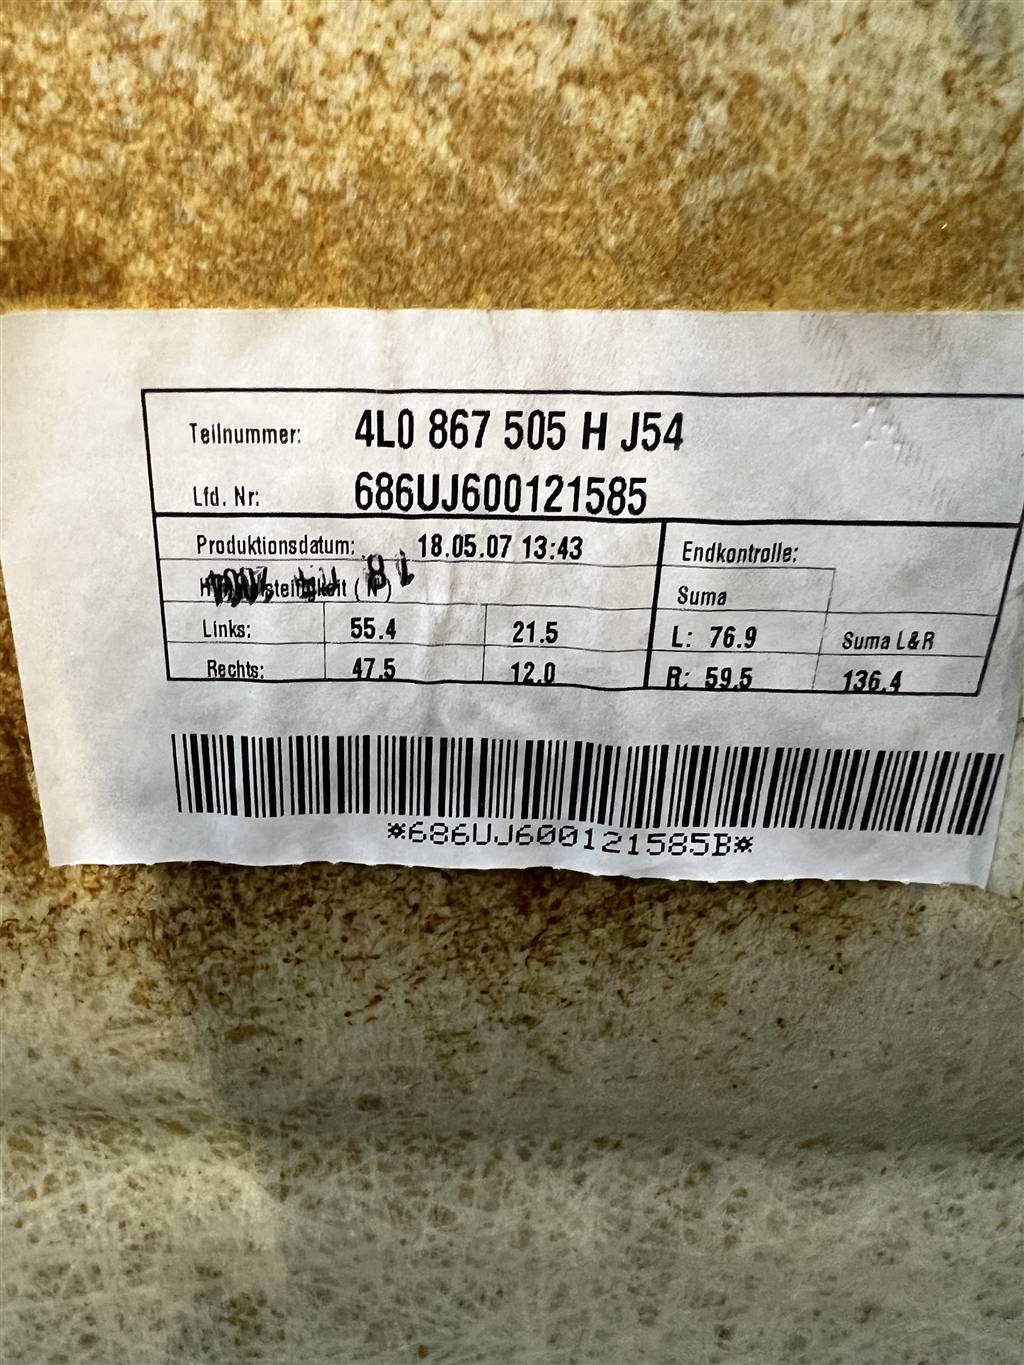 Teilnummer: 4L0 867 505 H J54
Lfd. Nr: 686UJ600121585
Produktionsdatum: 18.05.07 13:43 Endkontrolle:
Suma
Links: 55.4 21.5 L: 76.9 Suma L&R
Rechts: 47.5 12.0 R: 59.5 136.4
*686UJ600121585B*